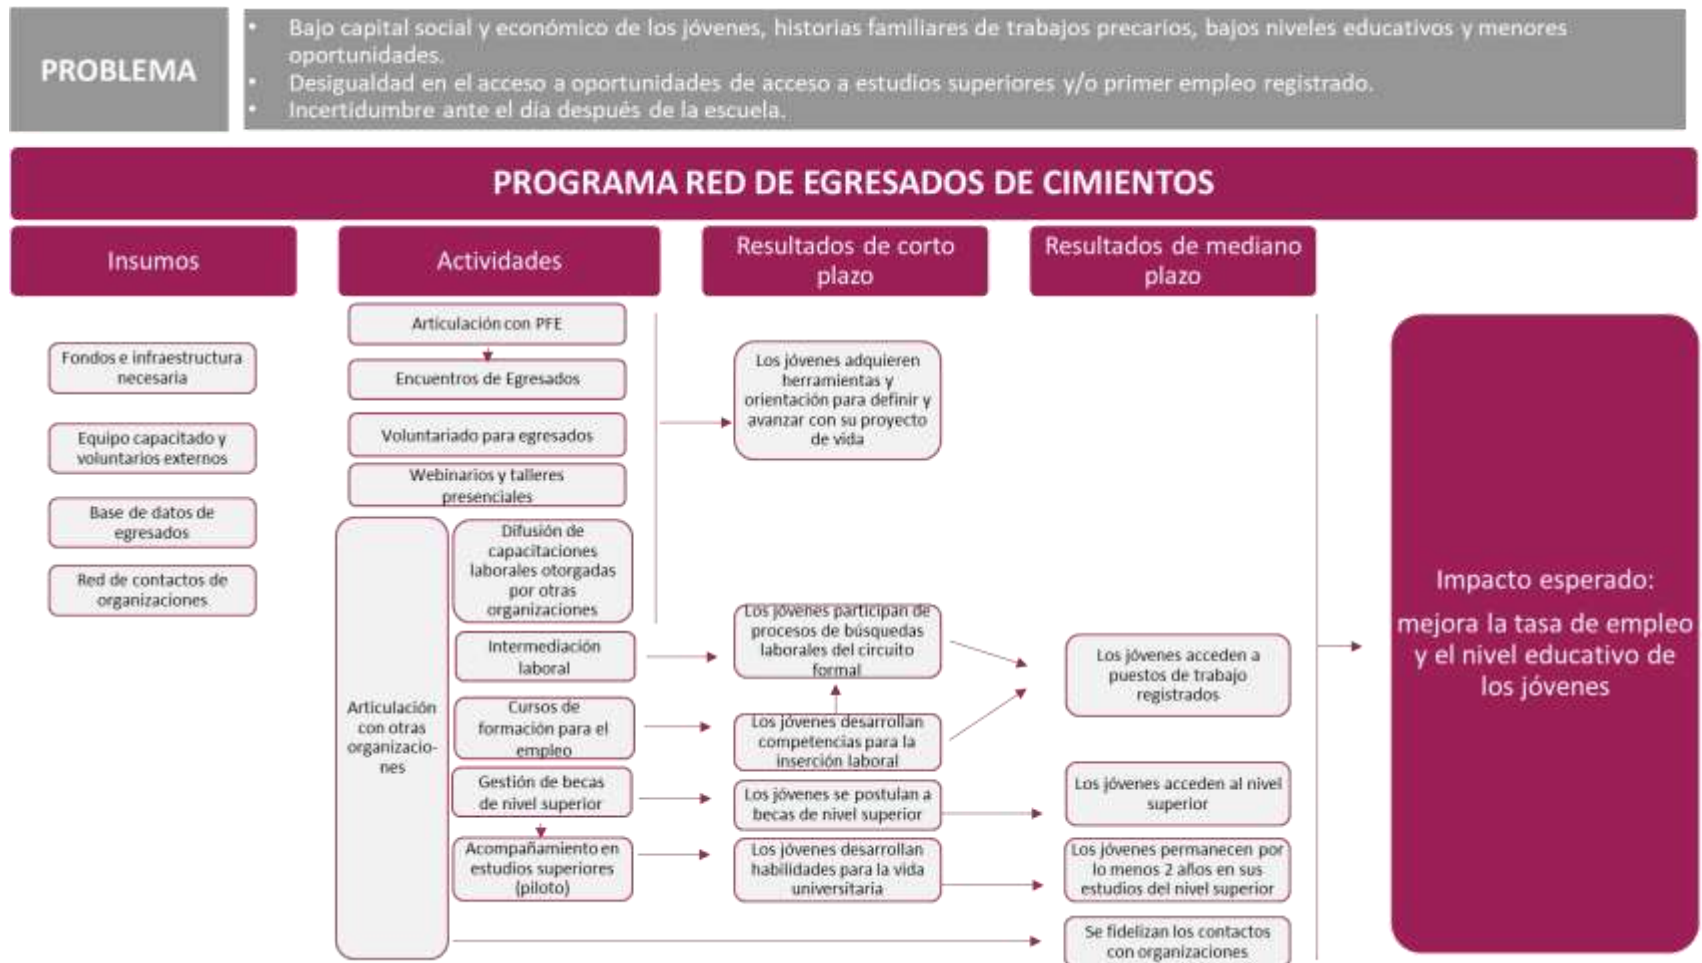 PROBLEMA
• Bajo capital social y económico de los jóvenes, historias familiares de trabajos precarios, bajos niveles educativos y menores
oportunidades.
• Desigualdad en el acceso a oportunidades de acceso a estudios superiores y/o primer empleo registrado.
• Incertidumbre ante el día después de la escuela.
PROGRAMA RED DE EGRESADOS DE CIMIENTOS
Insumos
Actividades
Resultados de corto
plazo
Resultados de mediano
plazo
Fondos e infraestructura
necesaria
Equipo capacitado y
voluntarios externos
Base de datos de
egresados
Red de contactos de
organizaciones
Articulación con PFE
Encuentros de Egresados
Voluntariado para egresados
Webinarios y talleres
presenciales
Articulación
con otras
organizacio-
nes
Difusión de
capacitaciones
laborales otorgadas
por otras
organizaciones
Intermediación
laboral
Cursos de
formación para el
empleo
Gestión de becas
de nivel superior
Acompañamiento en
estudios superiores
(piloto)
Los jóvenes adquieren
herramientas y
orientación para definir y
avanzar con su proyecto
de vida
Los jóvenes participan de
procesos de búsquedas
laborales del circuito
formal
Los jóvenes desarrollan
competencias para la
inserción laboral
Los jóvenes se postulan a
becas de nivel superior
Los jóvenes desarrollan
habilidades para la vida
universitaria
Los jóvenes acceden a
puestos de trabajo
registrados
Los jóvenes acceden al nivel
superior
Los jóvenes permanecen por
lo menos 2 años en sus
estudios del nivel superior
Se fidelizan los contactos
con organizaciones
Impacto esperado:
mejora la tasa de empleo
y el nivel educativo de
los jóvenes